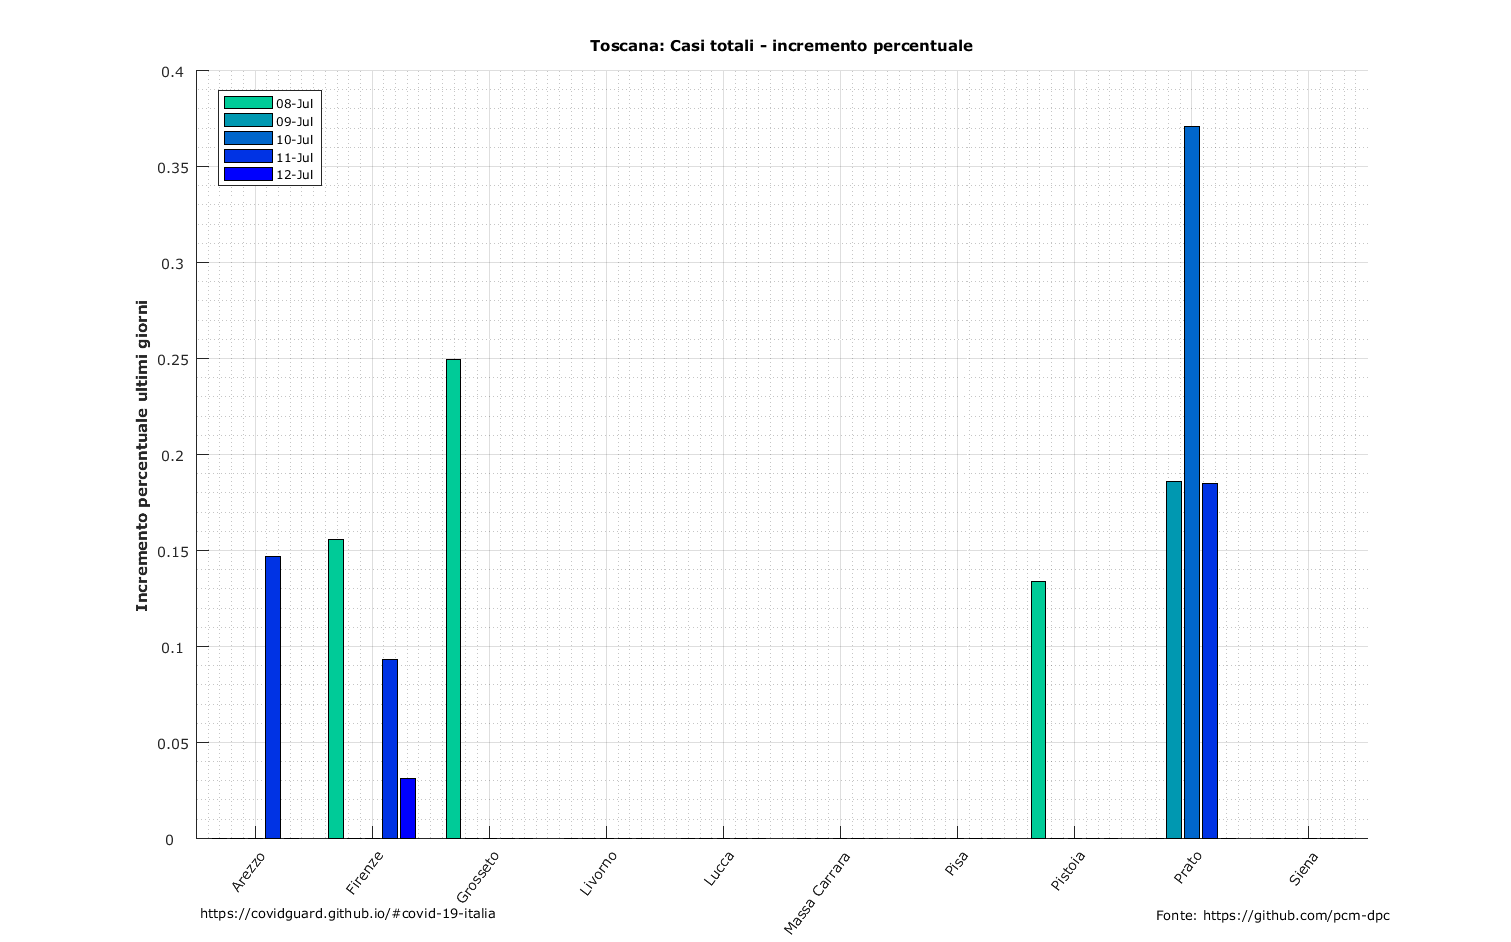 Toscana: Casi totali - incremento percentuale
0.4
0.35
0.3
0.25
0.2
0.15
0.1
0.05
0
Incremento percentuale ultimi giorni
08-Jul
09-Jul
10-Jul
11-Jul
12-Jul
Arezzo
Firenze
Grosseto
Livorno
Lucca
Massa Carrara
Pisa
Pistoia
Prato
Siena
https://covidguard.github.io/#covid-19-italia
Fonte: https://github.com/pcm-dpc